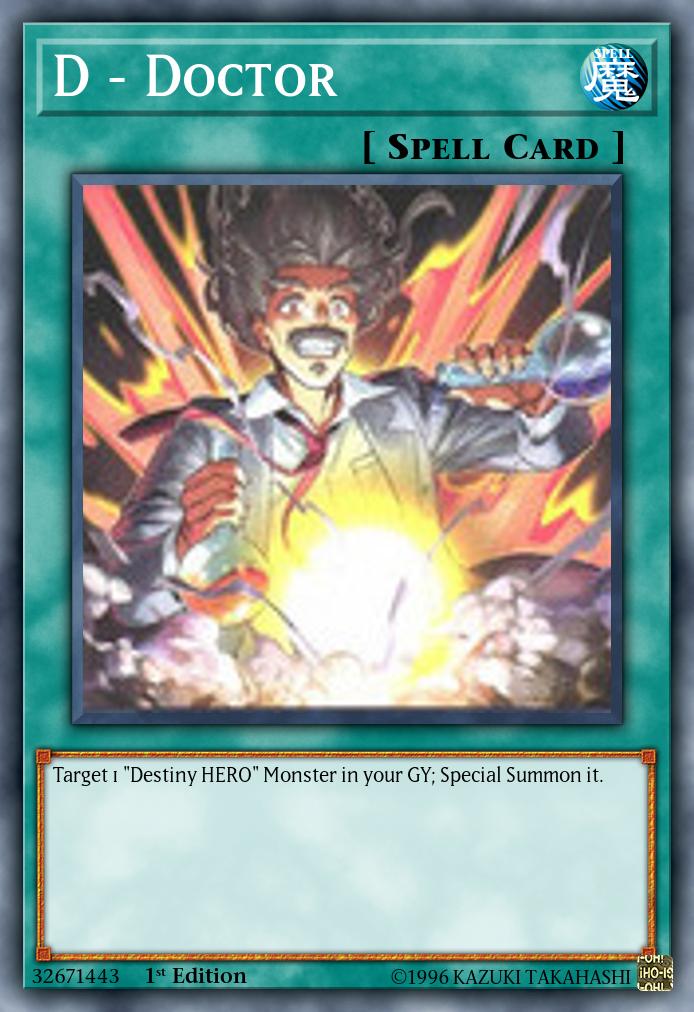 D - Doctor
SPELL
魔
[ Spell Card ]
Target 1 "Destiny HERO" Monster in your GY; Special Summon it.
32671443 1st Edition ©1996 KAZUKI TAKAHASHI